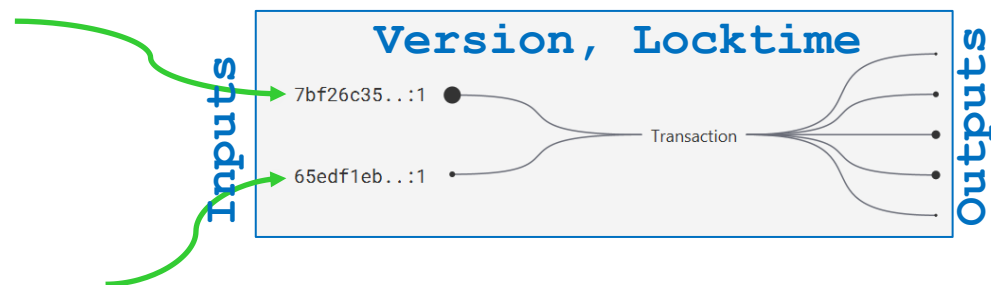 Version, Locktime
Inputs
7bf26c35..:1
Transaction
65edf1eb..:1
Outputs